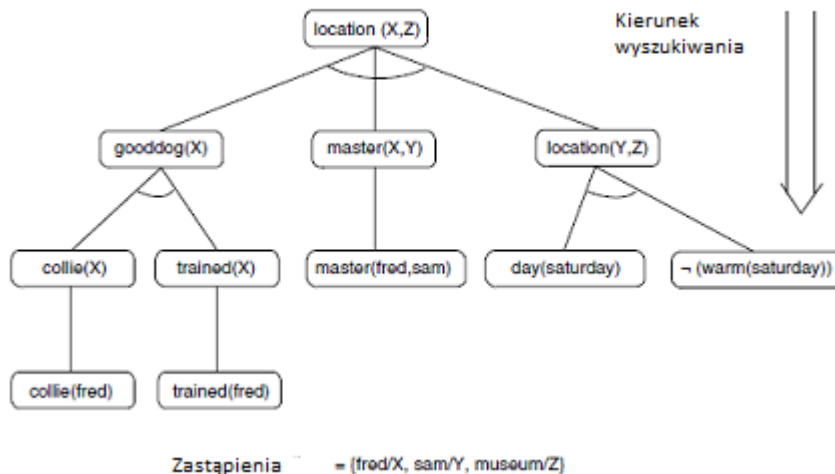 location (X,Z)
Kierunek
wyszukiwania
gooddog(X)
master(X,Y)
location(Y,Z)
collie(X)
trained(X)
master(fred,sam)
day(saturday)
¬ (warm(saturday))
collie(fred)
trained(fred)
Zastąpienia = {fred/X, sam/Y, museum/Z}